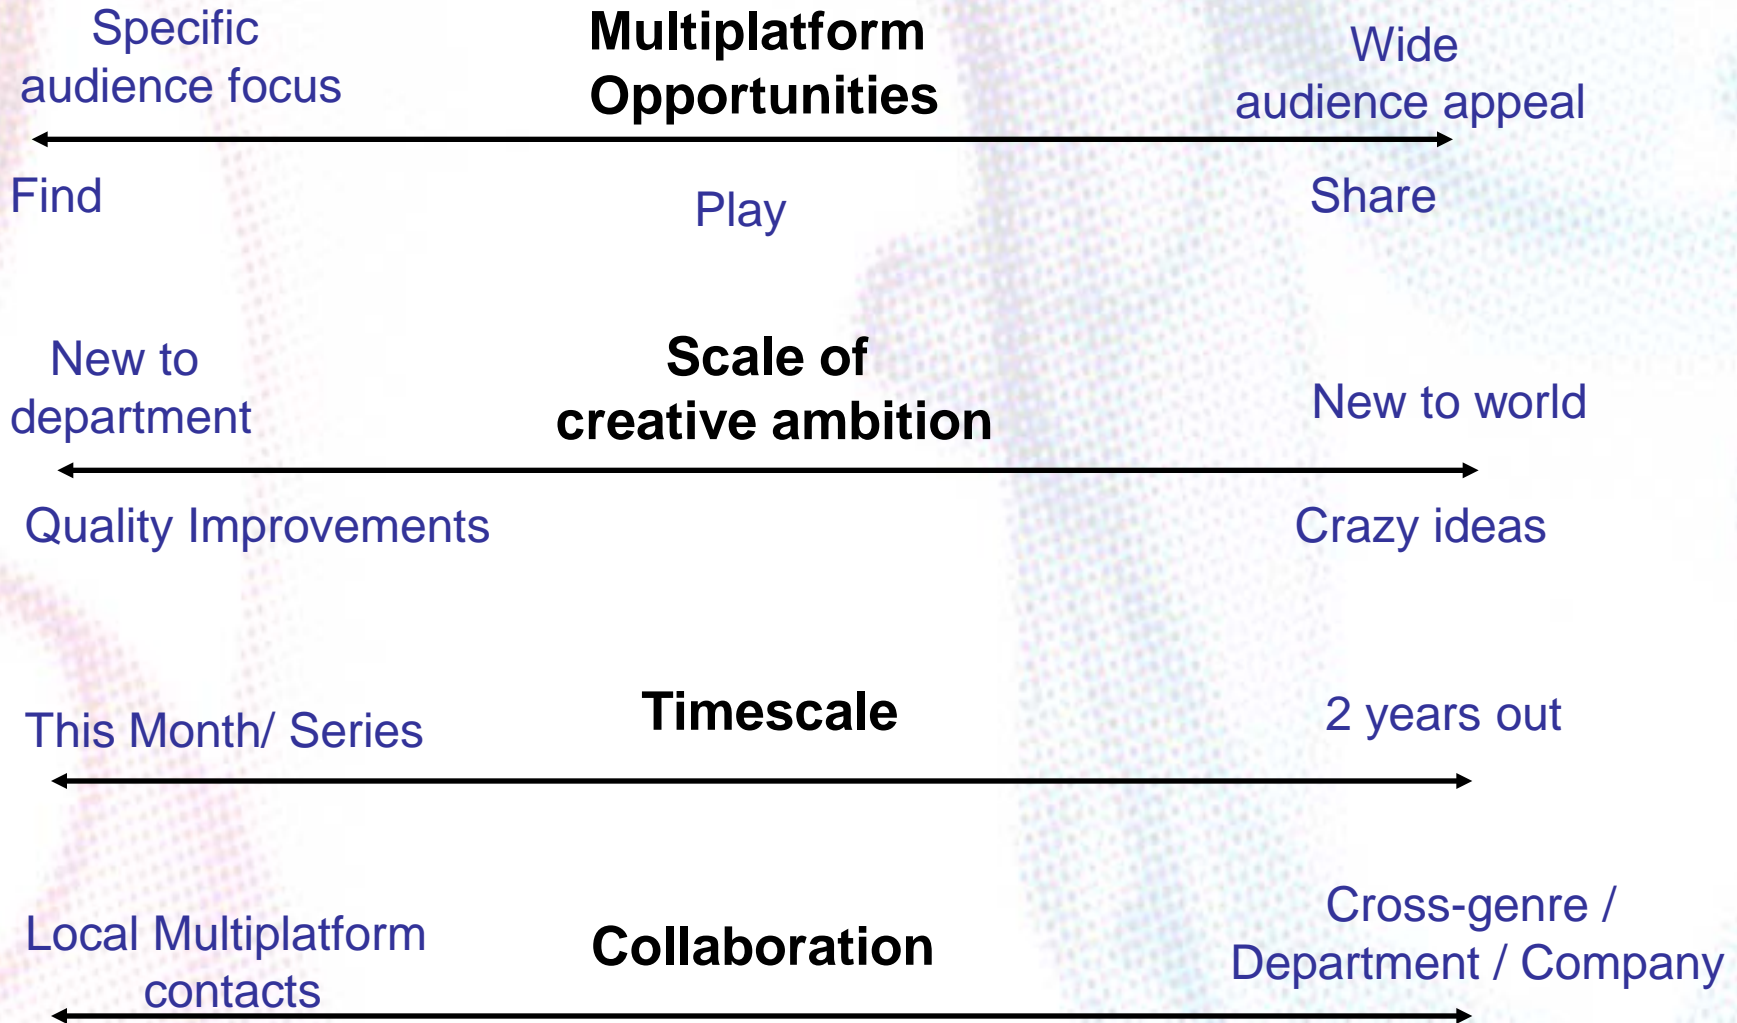 Specific
audience focus
Multiplatform
Opportunities
Wide
audience appeal
Find
Play
Share
New to
department
Scale of
creative ambition
New to world
Quality Improvements
Crazy ideas
This Month/ Series
Timescale
2 years out
Local Multiplatform
contacts
Collaboration
Cross-genre /
Department / Company